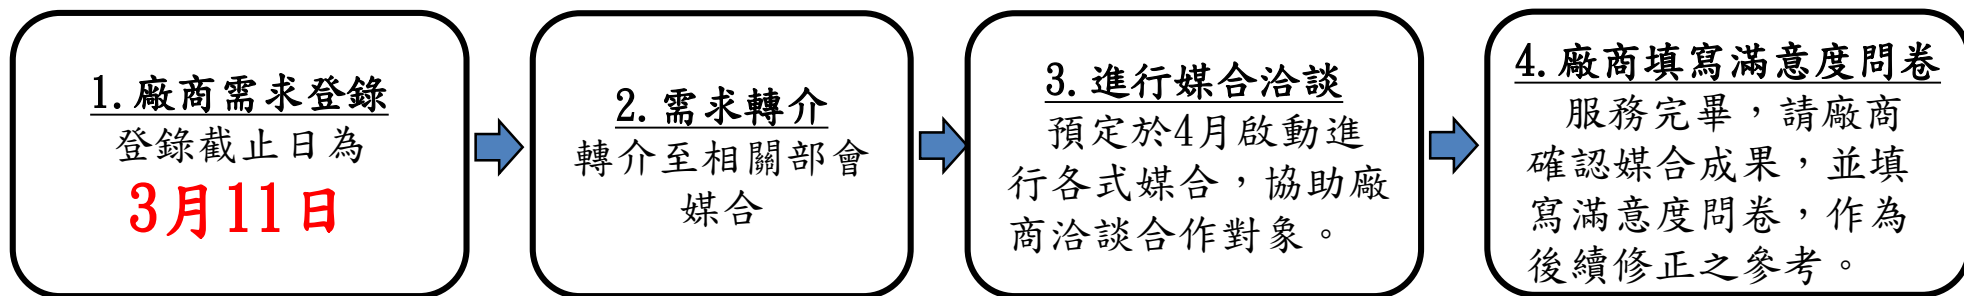 1.廠商需求登錄
登錄截止日為
3月11日
2.需求轉介
轉介至相關部會
媒合
3.進行媒合洽談
預定於4月啟動進
行各式媒合，協助廠
商洽談合作對象。
4.廠商填寫滿意度問卷
服務完畢，請廠商
確認媒合成果，並填
寫滿意度問卷，作為
後續修正之參考。